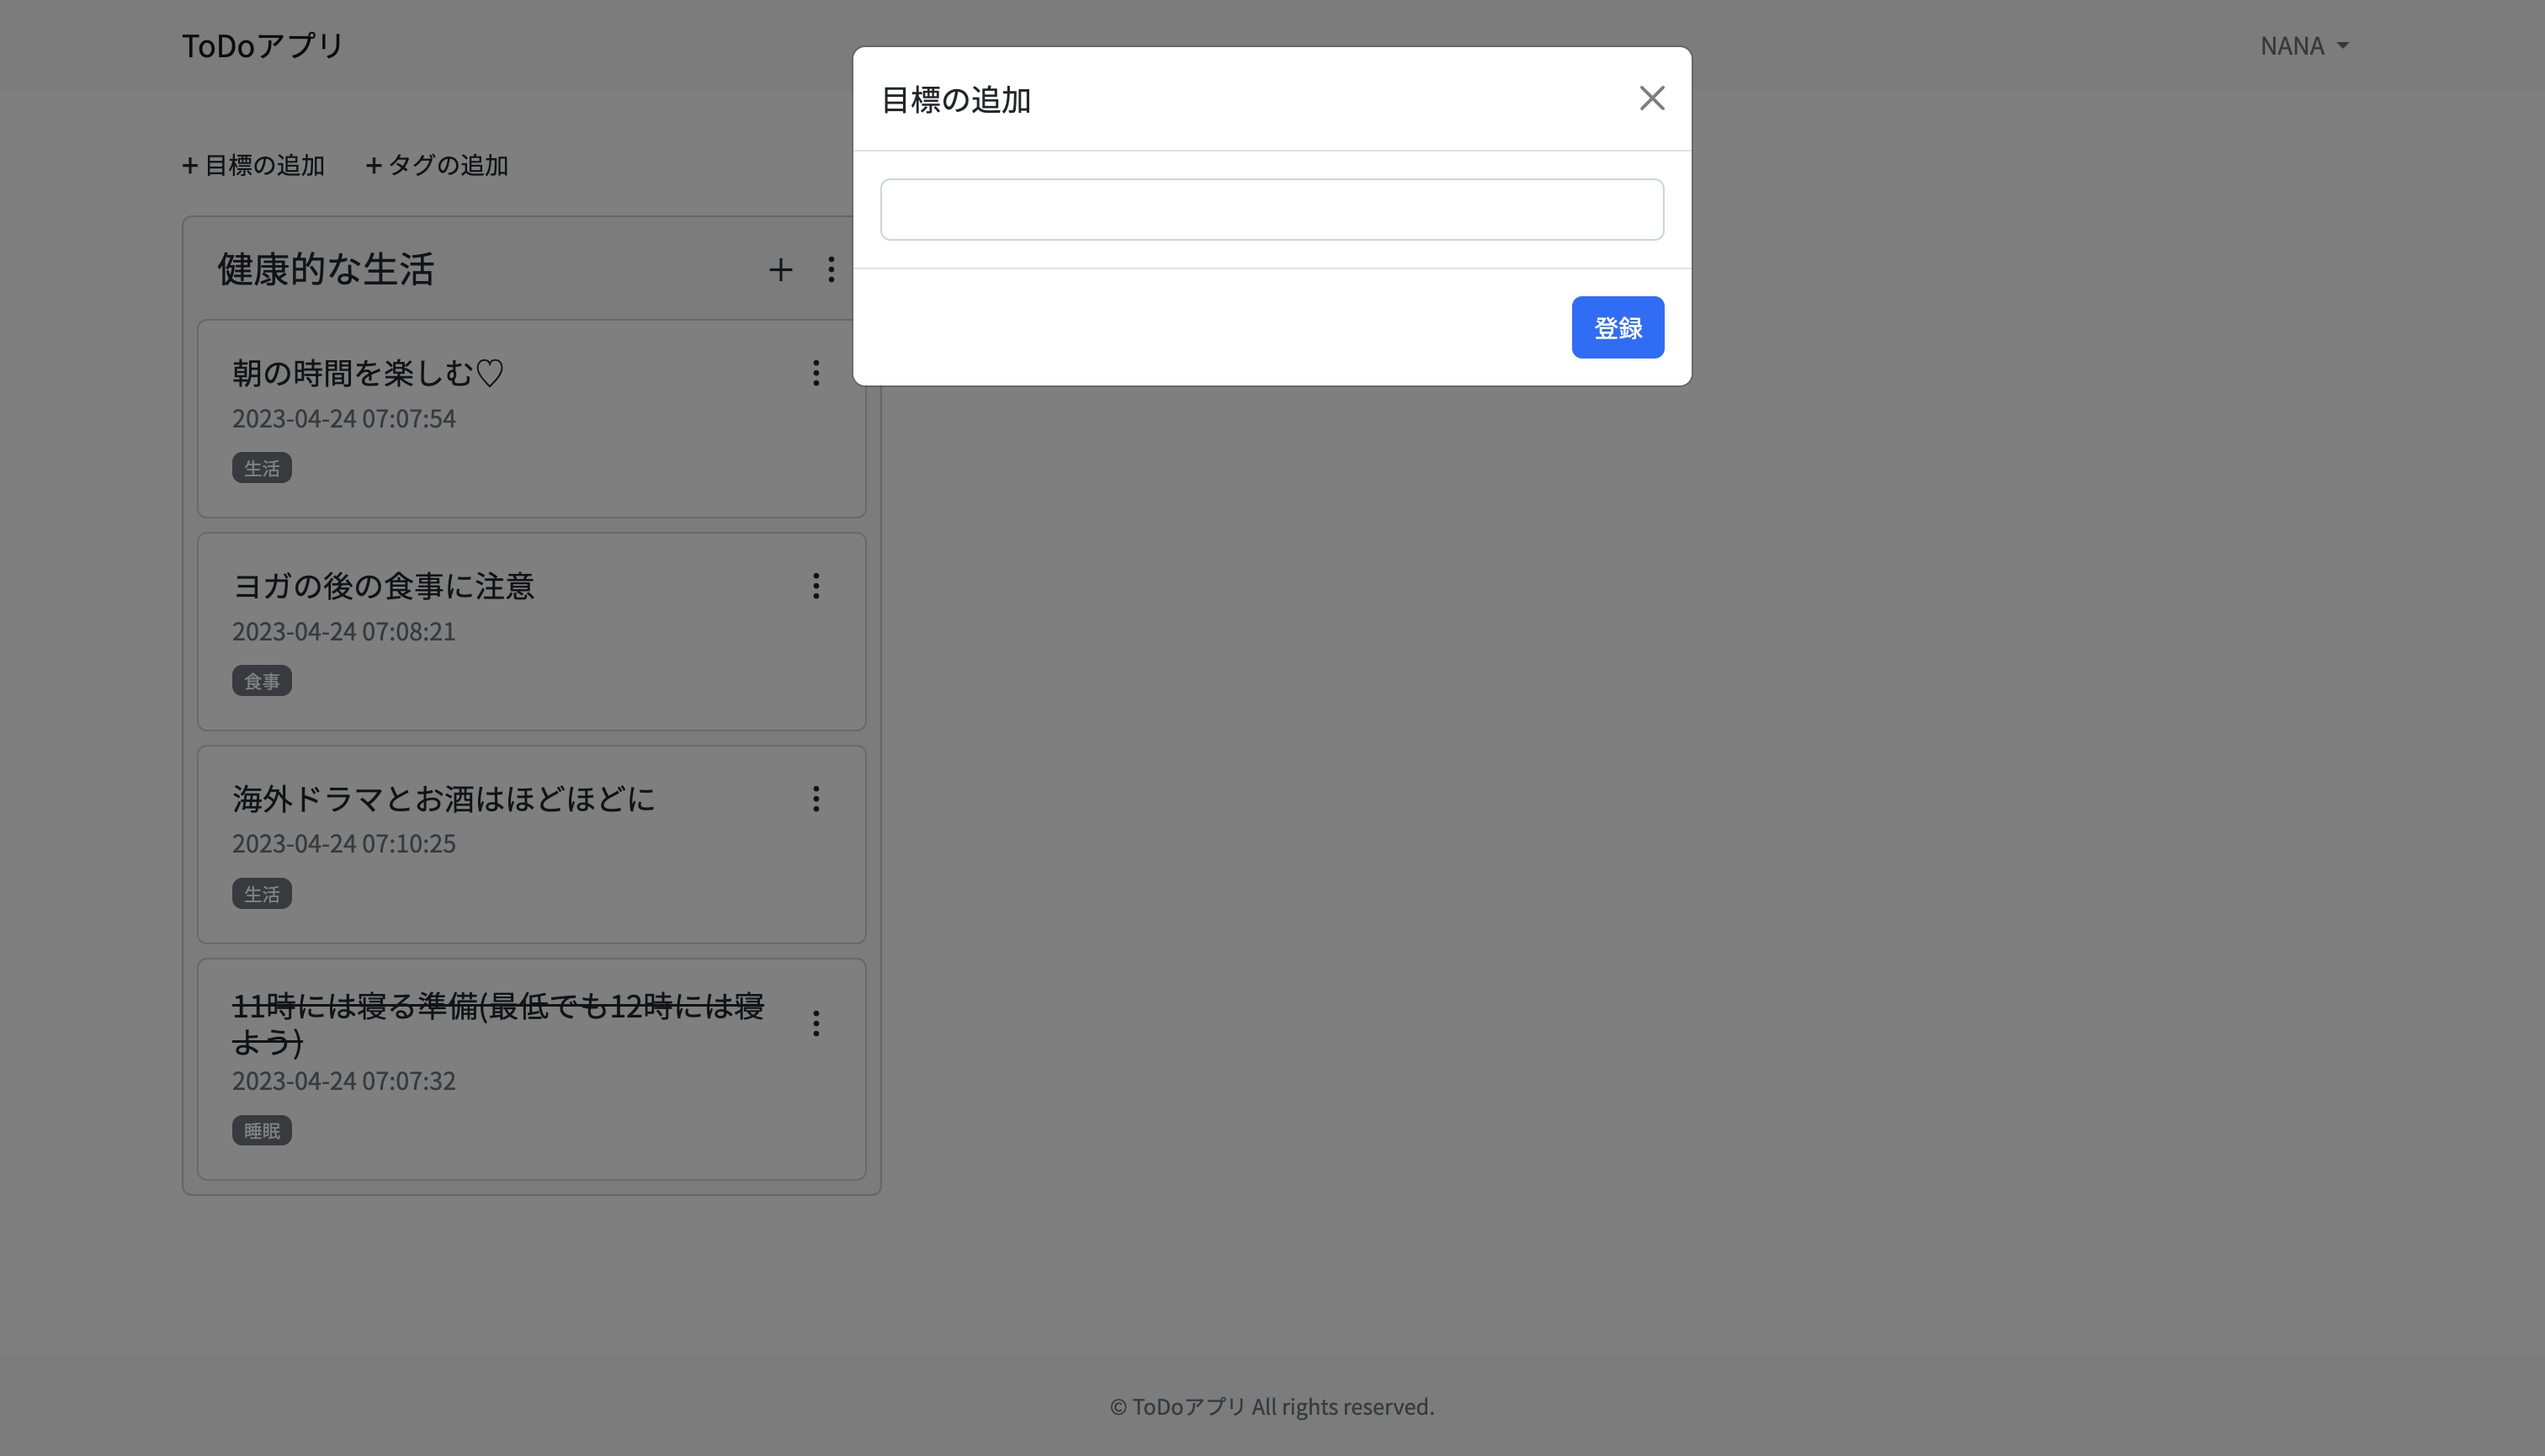 ToDoアプリ
NANA
+ 目標の追加
+ タグの追加
目標の追加
登録
健康的な生活
朝の時間を楽しむ♡
2023-04-24 07:07:54
生活
ヨガの後の食事に注意
2023-04-24 07:08:21
食事
海外ドラマとお酒はほどほどに
2023-04-24 07:10:25
生活
11時には寝る準備(最低でも12時には寝
よう)
2023-04-24 07:07:32
睡眠
© ToDoアプリ All rights reserved.